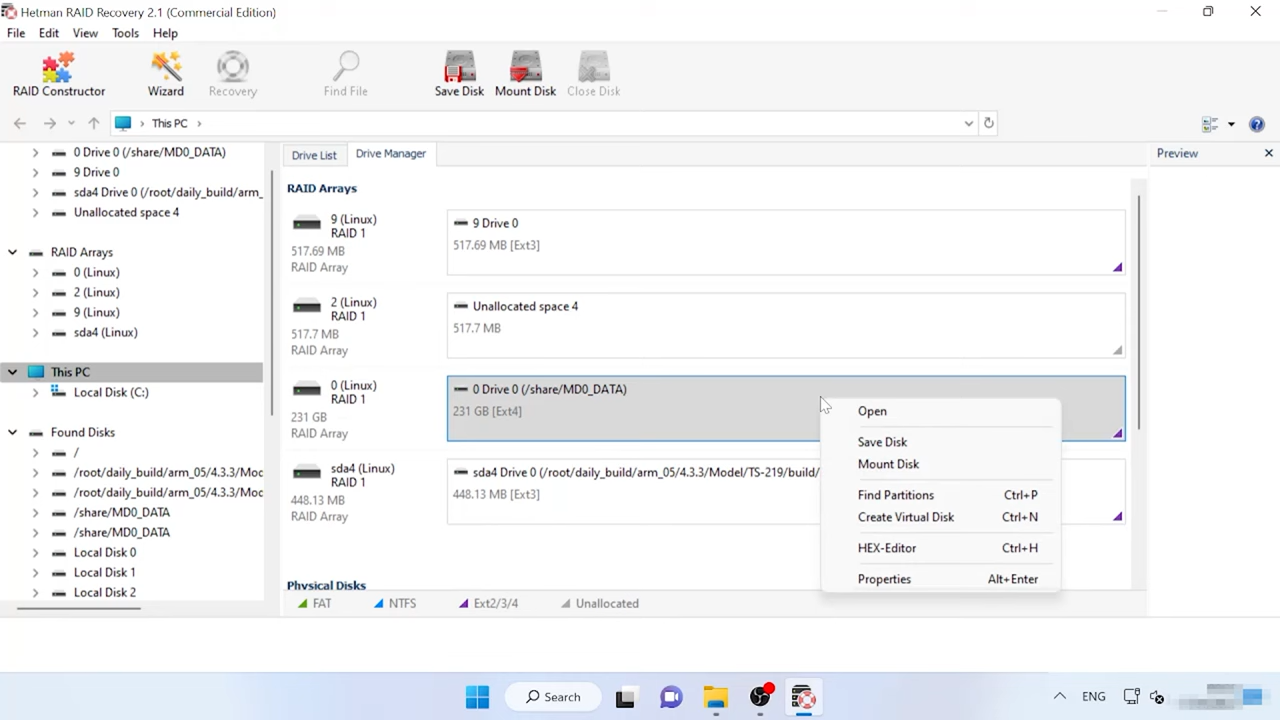 Hetman RAID Recovery 2.1 (Commercial Edition)
File Edit View Tools Help
RAID Constructor Wizard Recovery Find File Save Disk Mount Disk Close Disk
This PC
0 Drive 0 (/share/MD0_DATA)
9 Drive 0
sda4 Drive 0 (/root/daily_build/arm_
Unallocated space 4
RAID Arrays
0 (Linux)
2 (Linux)
9 (Linux)
sda4 (Linux)
This PC
Local Disk (C:)
Found Disks
/
/root/daily_build/arm_05/4.3.3/Moc
/root/daily_build/arm_05/4.3.3/Moc
/share/MD0_DATA
/share/MD0_DATA
Local Disk 0
Local Disk 1
Local Disk 2
Drive List Drive Manager
RAID Arrays
9 (Linux)
RAID 1
517.69 MB
RAID Array
9 Drive 0
517.69 MB [Ext3]
2 (Linux)
RAID 1
517.7 MB
RAID Array
Unallocated space 4
517.7 MB
0 (Linux)
RAID 1
231 GB
RAID Array
0 Drive 0 (/share/MD0_DATA)
231 GB [Ext4]
sda4 (Linux)
RAID 1
448.13 MB
RAID Array
sda4 Drive 0 (/root/daily_build/arm_05/4.3.3/Model/TS-219/build/
448.13 MB [Ext3]
Physical Disks
FAT NTFS Ext2/3/4 Unallocated
Open
Save Disk
Mount Disk
Find Partitions Ctrl+P
Create Virtual Disk Ctrl+N
HEX-Editor Ctrl+H
Properties Alt+Enter
Preview
Search
ENG